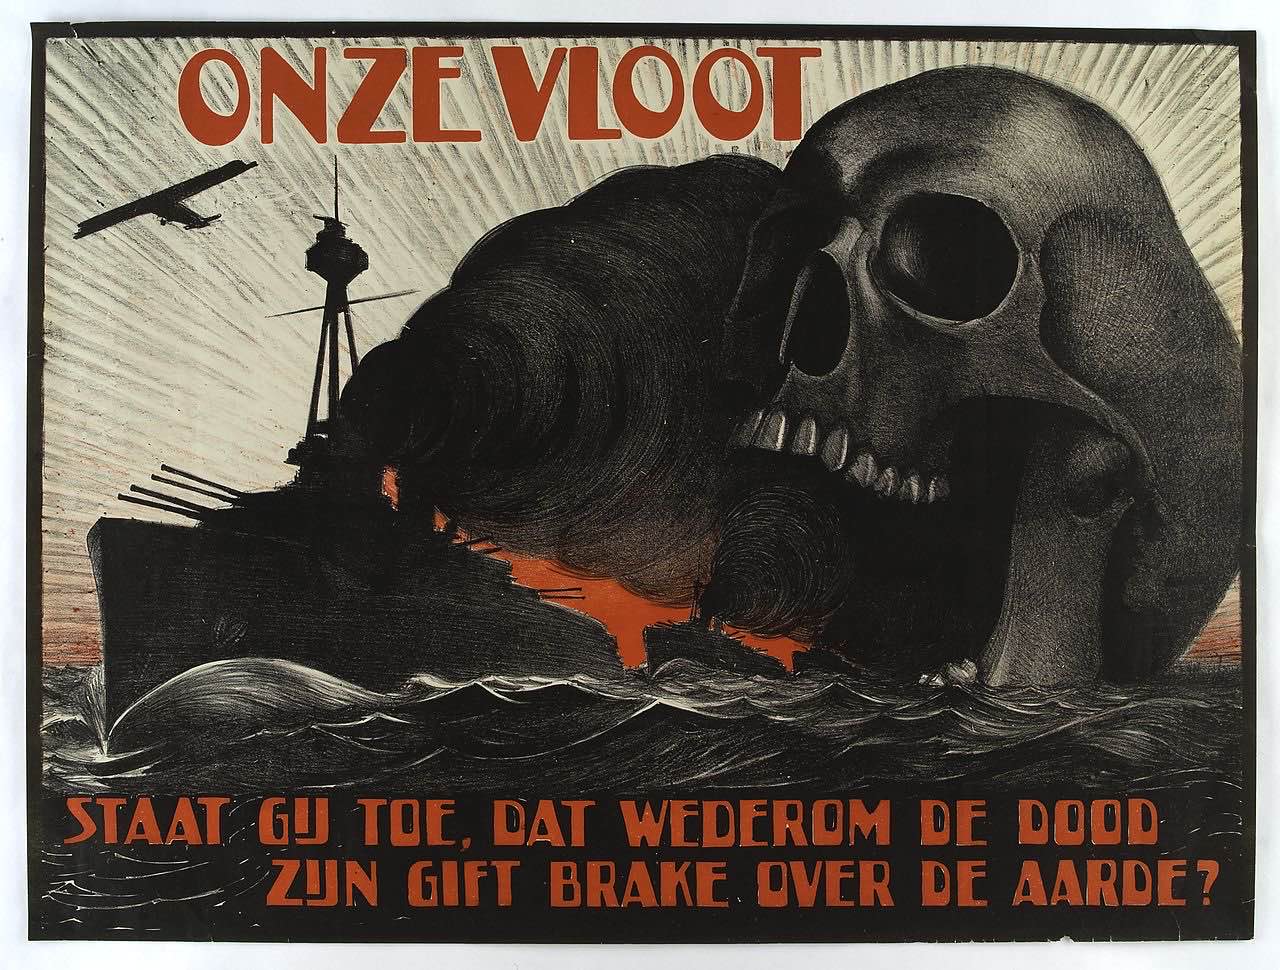 ONZE VLOOT
STAAT GIJ TOE, DAT WEDEROM DE DOOD
ZIJN GIFT BRAKE OVER DE AARDE?